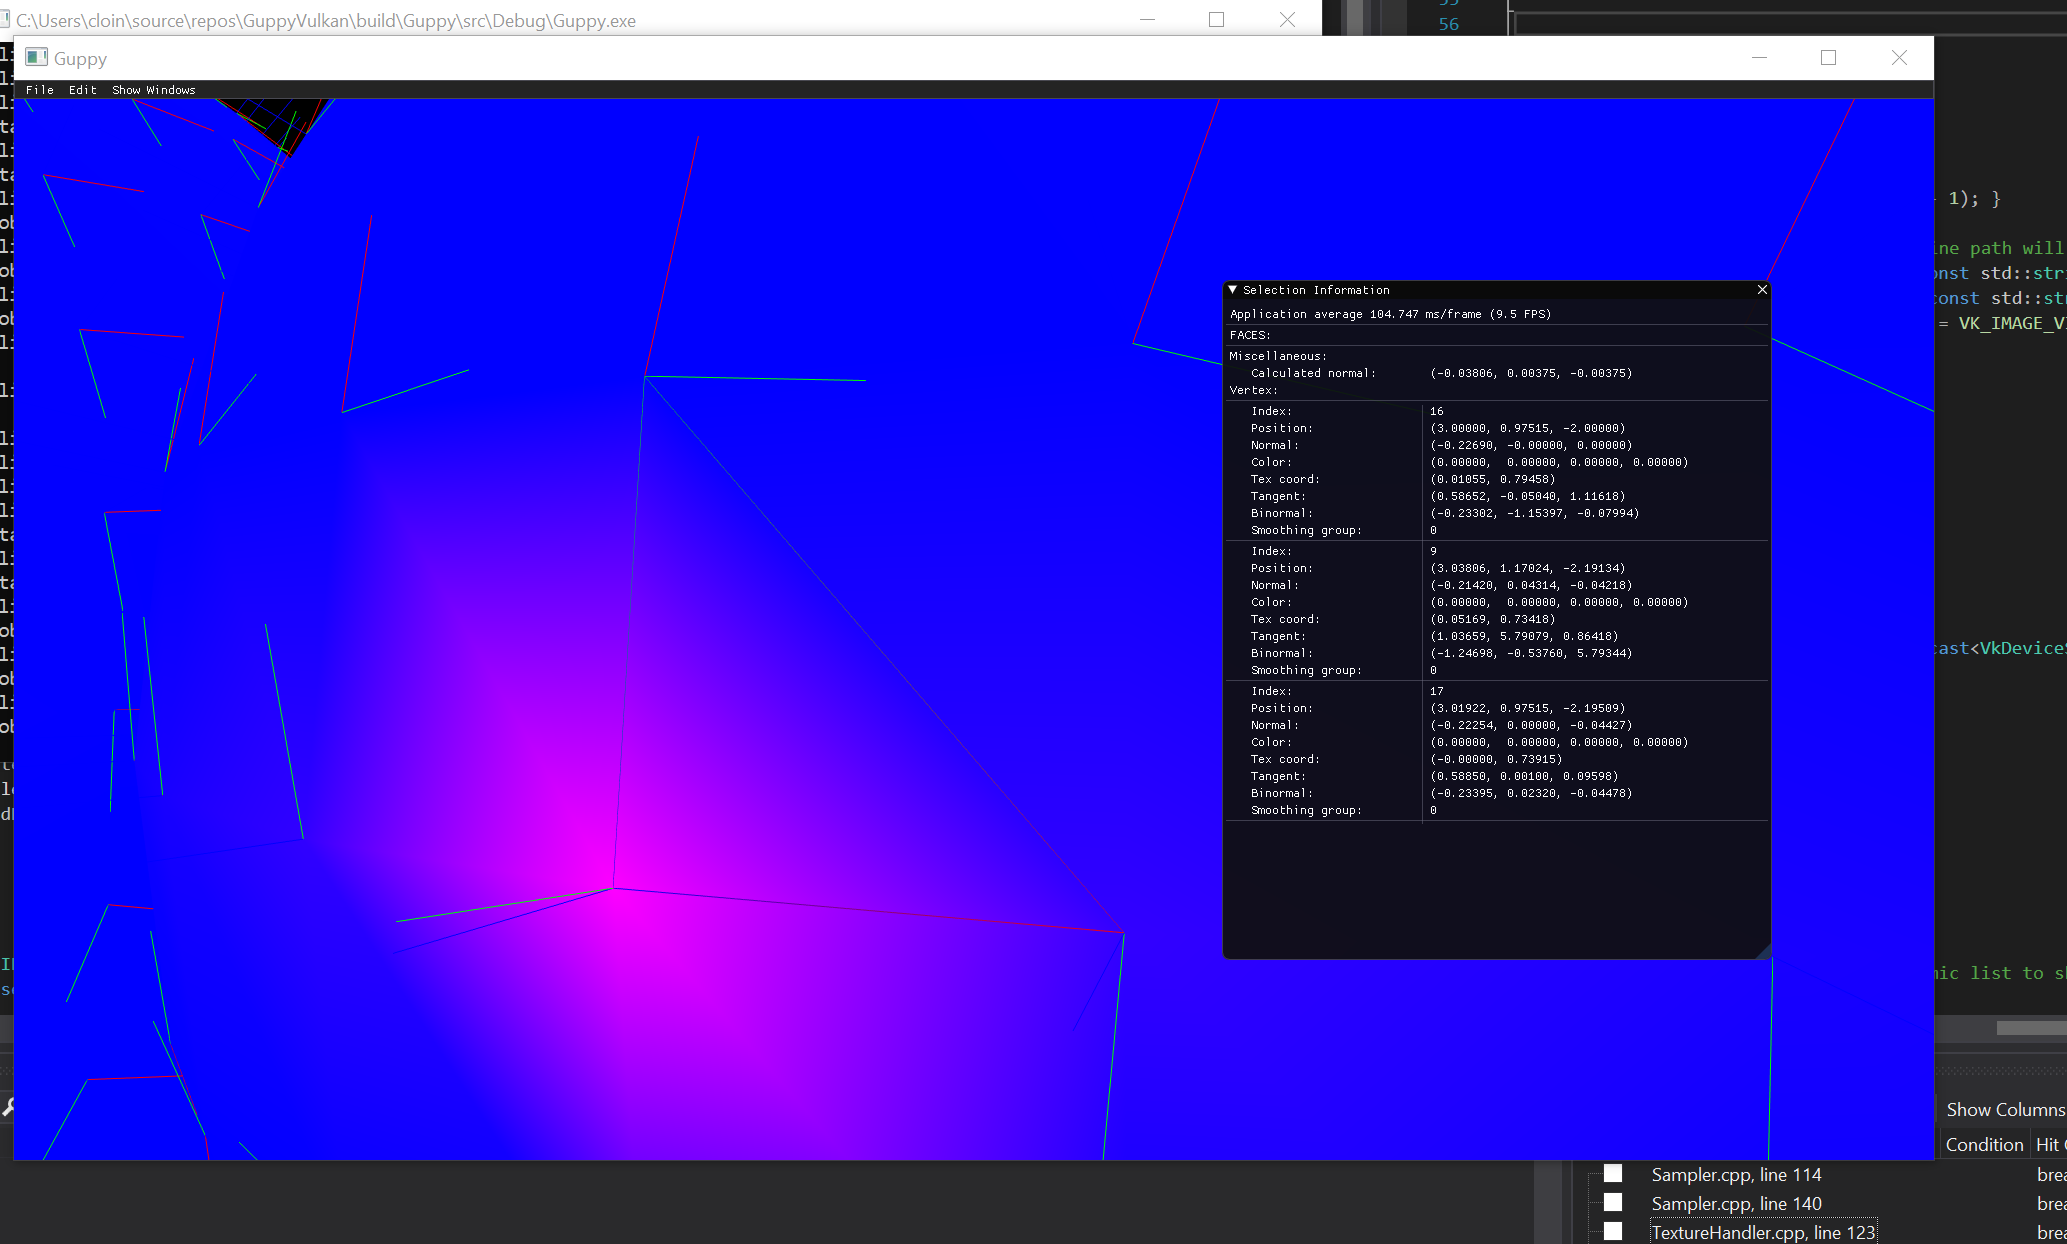 C:\Users\cloin\source\repos\GuppyVulkan\build\Guppy\src\Debug\Guppy.exe
56
Guppy
File Edit Show Windows
1); }
ine path will
const std::str
= VK_IMAGE_V
Selection Information
Application average 104.747 ms/frame (9.5 FPS)
FACES:
Miscellaneous:
Calculated normal: (-0.03806, 0.00375, -0.00375)
Vertex:
Index: 16
Position: (3.00000, 0.97515, -2.00000)
Normal: (-0.22690, -0.00000, 0.00000)
Color: (0.00000, 0.00000, 0.00000, 0.00000)
Tex coord: (0.01055, 0.79458)
Tangent: (0.58652, -0.05040, 1.11618)
Binormal: (-0.23302, -1.15397, -0.07994)
Smoothing group: 0
Index: 9
Position: (3.03806, 1.17024, -2.19134)
Normal: (-0.21420, 0.04314, -0.04218)
Color: (0.00000, 0.00000, 0.00000, 0.00000)
Tex coord: (0.05169, 0.73418)
Tangent: (1.03659, 5.79079, 0.86418)
Binormal: (-1.24698, -0.53760, 5.79344)
Smoothing group: 0
Index: 17
Position: (3.01922, 0.97515, -2.19509)
Normal: (-0.22254, 0.00000, -0.04427)
Color: (0.00000, 0.00000, 0.00000, 0.00000)
Tex coord: (-0.00000, 0.73915)
Tangent: (0.58850, 0.00100, 0.09598)
Binormal: (-0.23395, 0.02320, -0.04478)
Smoothing group: 0
cast<VkDevice
mic list to
Show Columns
Condition Hit
Sampler.cpp, line 114 brea
Sampler.cpp, line 140 brea
TextureHandler.cpp, line 123 brea